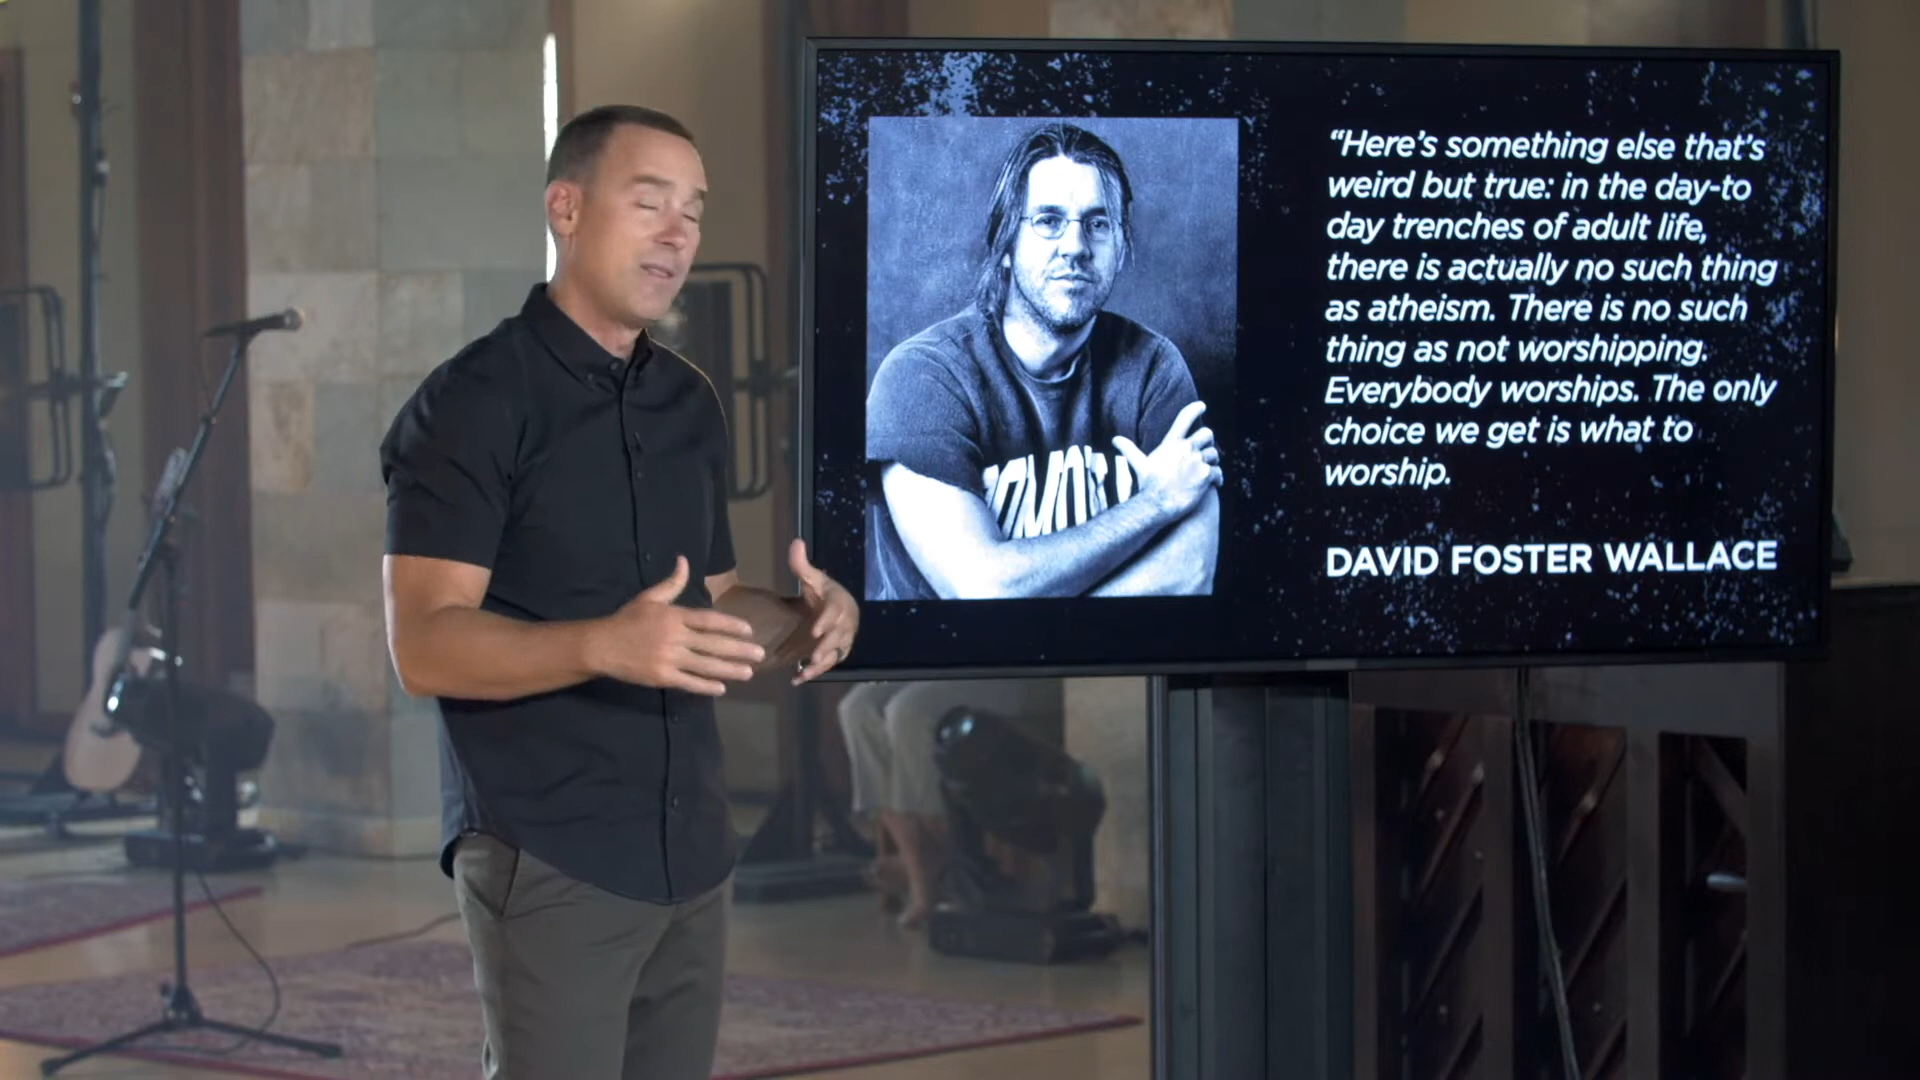 “Here’s something else that’s
weird but true: in the day-to
day trenches of adult life,
there is actually no such thing
as atheism. There is no such
thing as not worshipping.
Everybody worships. The only
choice we get is what to
worship.
DAVID FOSTER WALLACE